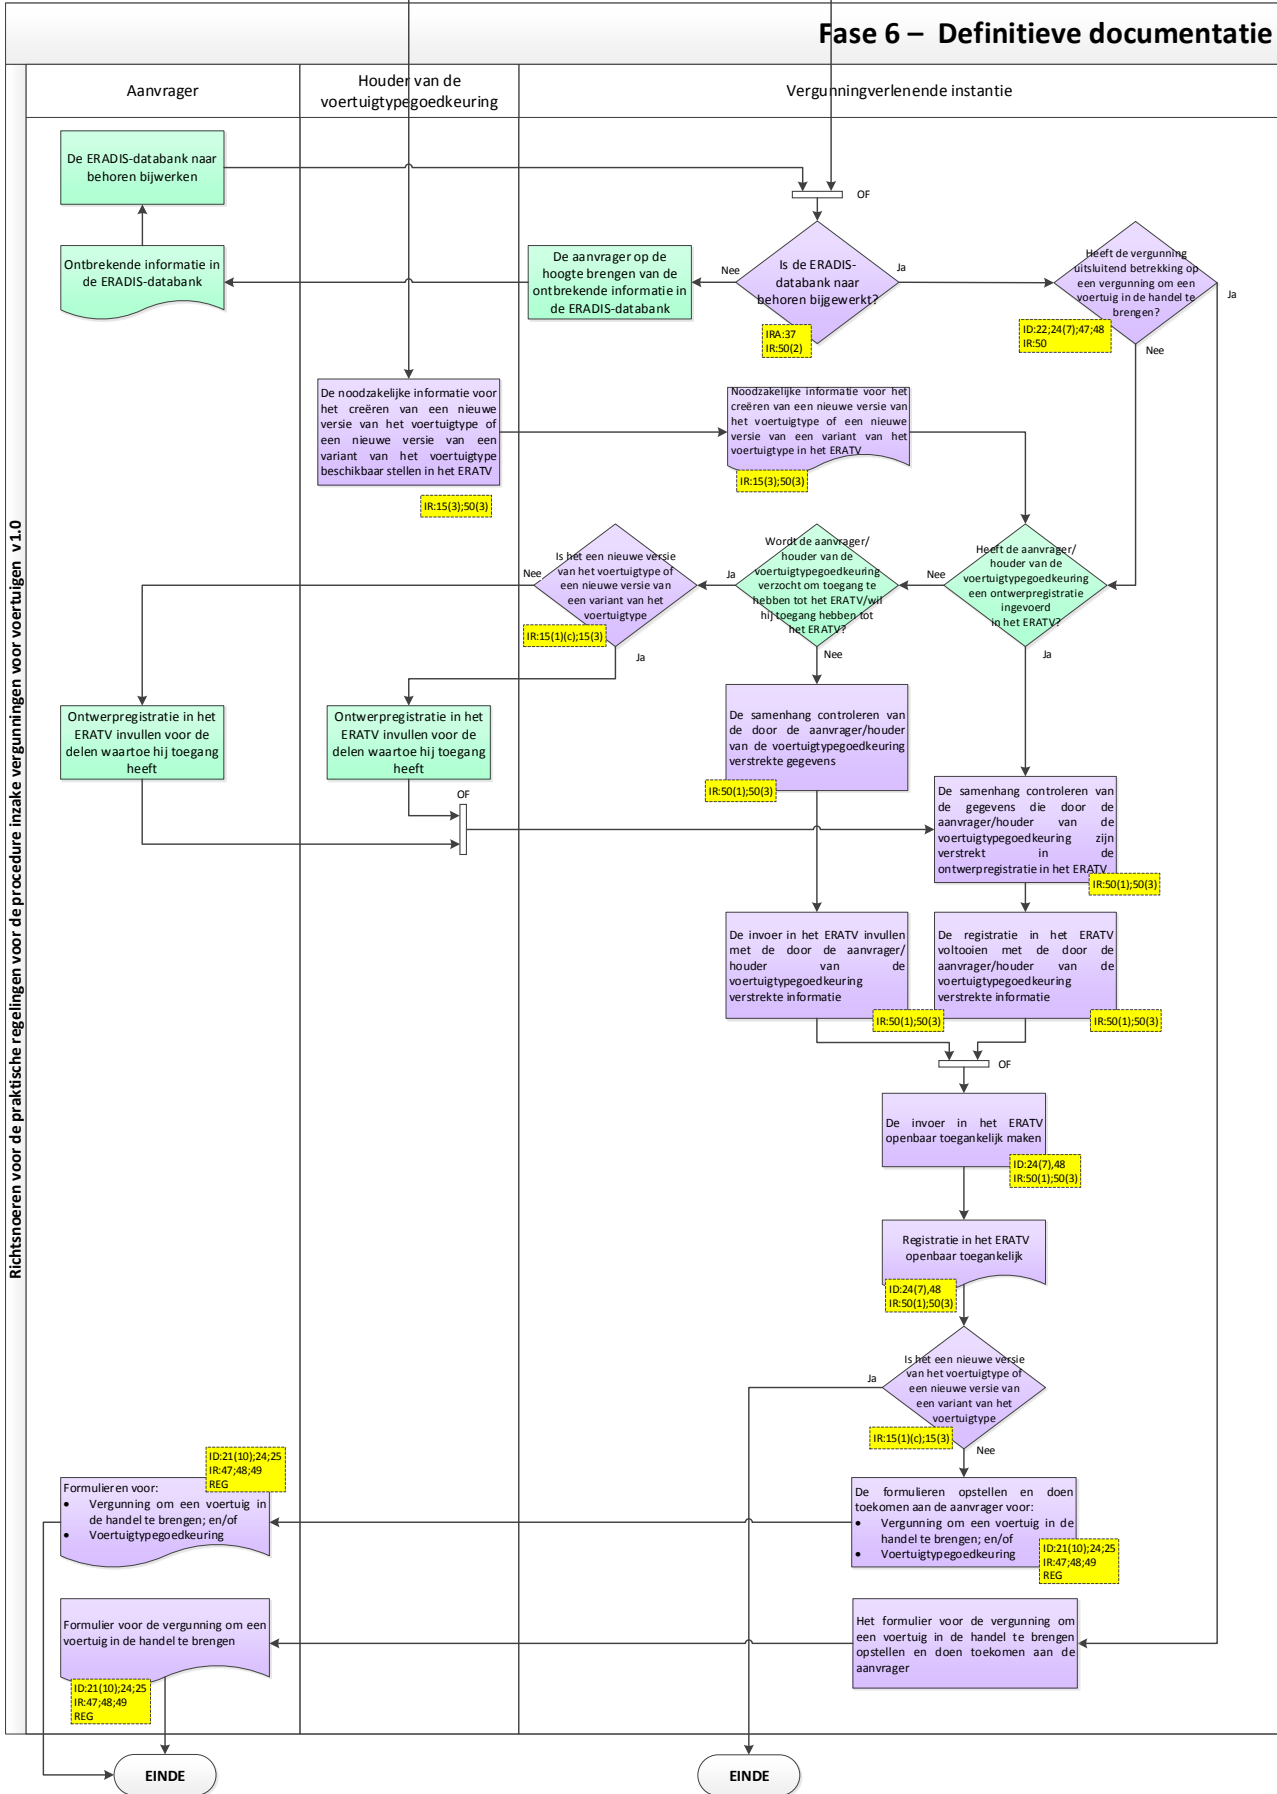 Fase 6 – Definitieve documentatie
Richtsnoeren voor de praktische regelingen voor de procedure inzake vergunningen voor voertuigen v1.0
Aanvrager
Houder van de
voertuigtypegoedkeuring
Vergunningverlenende instantie
De ERADIS-databank naar
behoren bijwerken
OF
Ontbrekende informatie in
de ERADIS-databank
De aanvrager op de
hoogte brengen van de
ontbrekende informatie in
de ERADIS-databank
Nee
Is de ERADIS-
databank naar
behoren bijgewerkt?
Ja
IRA:37
IR:50(2)
Heeft de vergunning
uitsluitend betrekking op
een vergunning om een
voertuig in de handel te
brengen?
Ja
ID:22;24(7);47;48
IR:50
Nee
De noodzakelijke informatie voor
het creëren van een nieuwe
versie van het voertuigtype of
een nieuwe versie van een
variant van het voertuigtype
beschikbaar stellen in het ERATV
IR:15(3);50(3)
Noodzakelijke informatie voor het
creëren van een nieuwe versie van
het voertuigtype of een nieuwe
versie van een variant van het
voertuigtype in het ERATV
IR:15(3);50(3)
Nee
Is het een nieuwe versie
van het voertuigtype of
een nieuwe versie van
een variant van het
voertuigtype
IR:15(1)(c);15(3)
Ja
Ja
Wordt de aanvrager/
houder van de
voertuigtypegoedkeuring
verzocht om toegang te
hebben tot het ERATV/wil
hij toegang hebben tot
het ERATV?
Nee
Nee
Heeft de aanvrager/
houder van de
voertuigtypegoedkeuring
een ontwerpregistratie
ingevoerd
in het ERATV?
Ja
Ontwerpregistratie in het
ERATV invullen voor de
delen waartoe hij toegang
heeft
Ontwerpregistratie in het
ERATV invullen voor de
delen waartoe hij toegang
heeft
OF
De samenhang controleren van
de door de aanvrager/houder
van de voertuigtypegoedkeuring
verstrekte gegevens
IR:50(1);50(3)
De samenhang controleren van
de gegevens die door de
aanvrager/houder van de
voertuigtypegoedkeuring zijn
verstrekt in de
ontwerpregistratie in het ERATV
IR:50(1);50(3)
De invoer in het ERATV invullen
met de door de aanvrager/
houder van de
voertuigtypegoedkeuring
verstrekte informatie
IR:50(1);50(3)
De registratie in het ERATV
voltooien met de door de
aanvrager/houder van de
voertuigtypegoedkeuring
verstrekte informatie
IR:50(1);50(3)
OF
De invoer in het ERATV
openbaar toegankelijk maken
ID:24(7),48
IR:50(1);50(3)
Registratie in het ERATV
openbaar toegankelijk
ID:24(7),48
IR:50(1);50(3)
Ja
Is het een nieuwe versie
van het voertuigtype of
een nieuwe versie van
een variant van het
voertuigtype
IR:15(1)(c);15(3)
Nee
ID:21(10);24;25
IR:47;48;49
REG
Formulieren voor:
• Vergunning om een voertuig in
de handel te brengen; en/of
• Voertuigtypegoedkeuring
De formulieren opstellen en doen
toekomen aan de aanvrager voor:
• Vergunning om een voertuig in de
handel te brengen; en/of
• Voertuigtypegoedkeuring
ID:21(10);24;25
IR:47;48;49
REG
Formulier voor de vergunning om een
voertuig in de handel te brengen
ID:21(10);24;25
IR:47;48;49
REG
Het formulier voor de vergunning om
een voertuig in de handel te brengen
opstellen en doen toekomen aan de
aanvrager
EINDE
EINDE